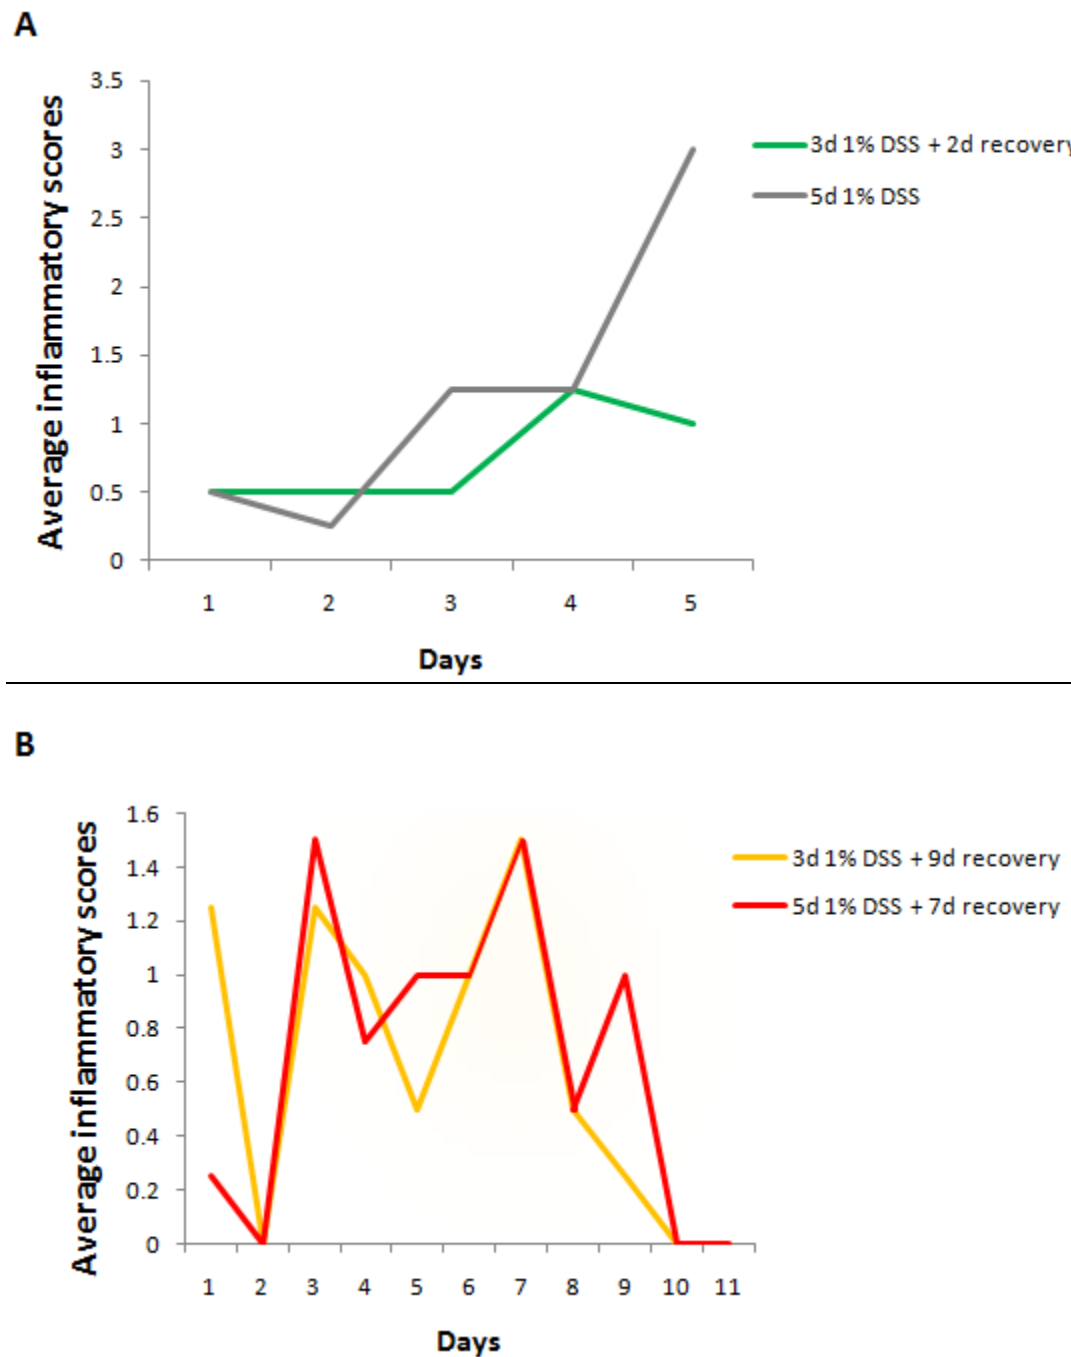 A
Average inflammatory scores
3.5
3
2.5
2
1.5
1
0.5
0
1 2 3 4 5
Days
3d 1% DSS + 2d recovery
5d 1% DSS
B
Average inflammatory scores
1.6
1.4
1.2
1
0.8
0.6
0.4
0.2
0
1 2 3 4 5 6 7 8 9 10 11
Days
3d 1% DSS + 9d recovery
5d 1% DSS + 7d recovery